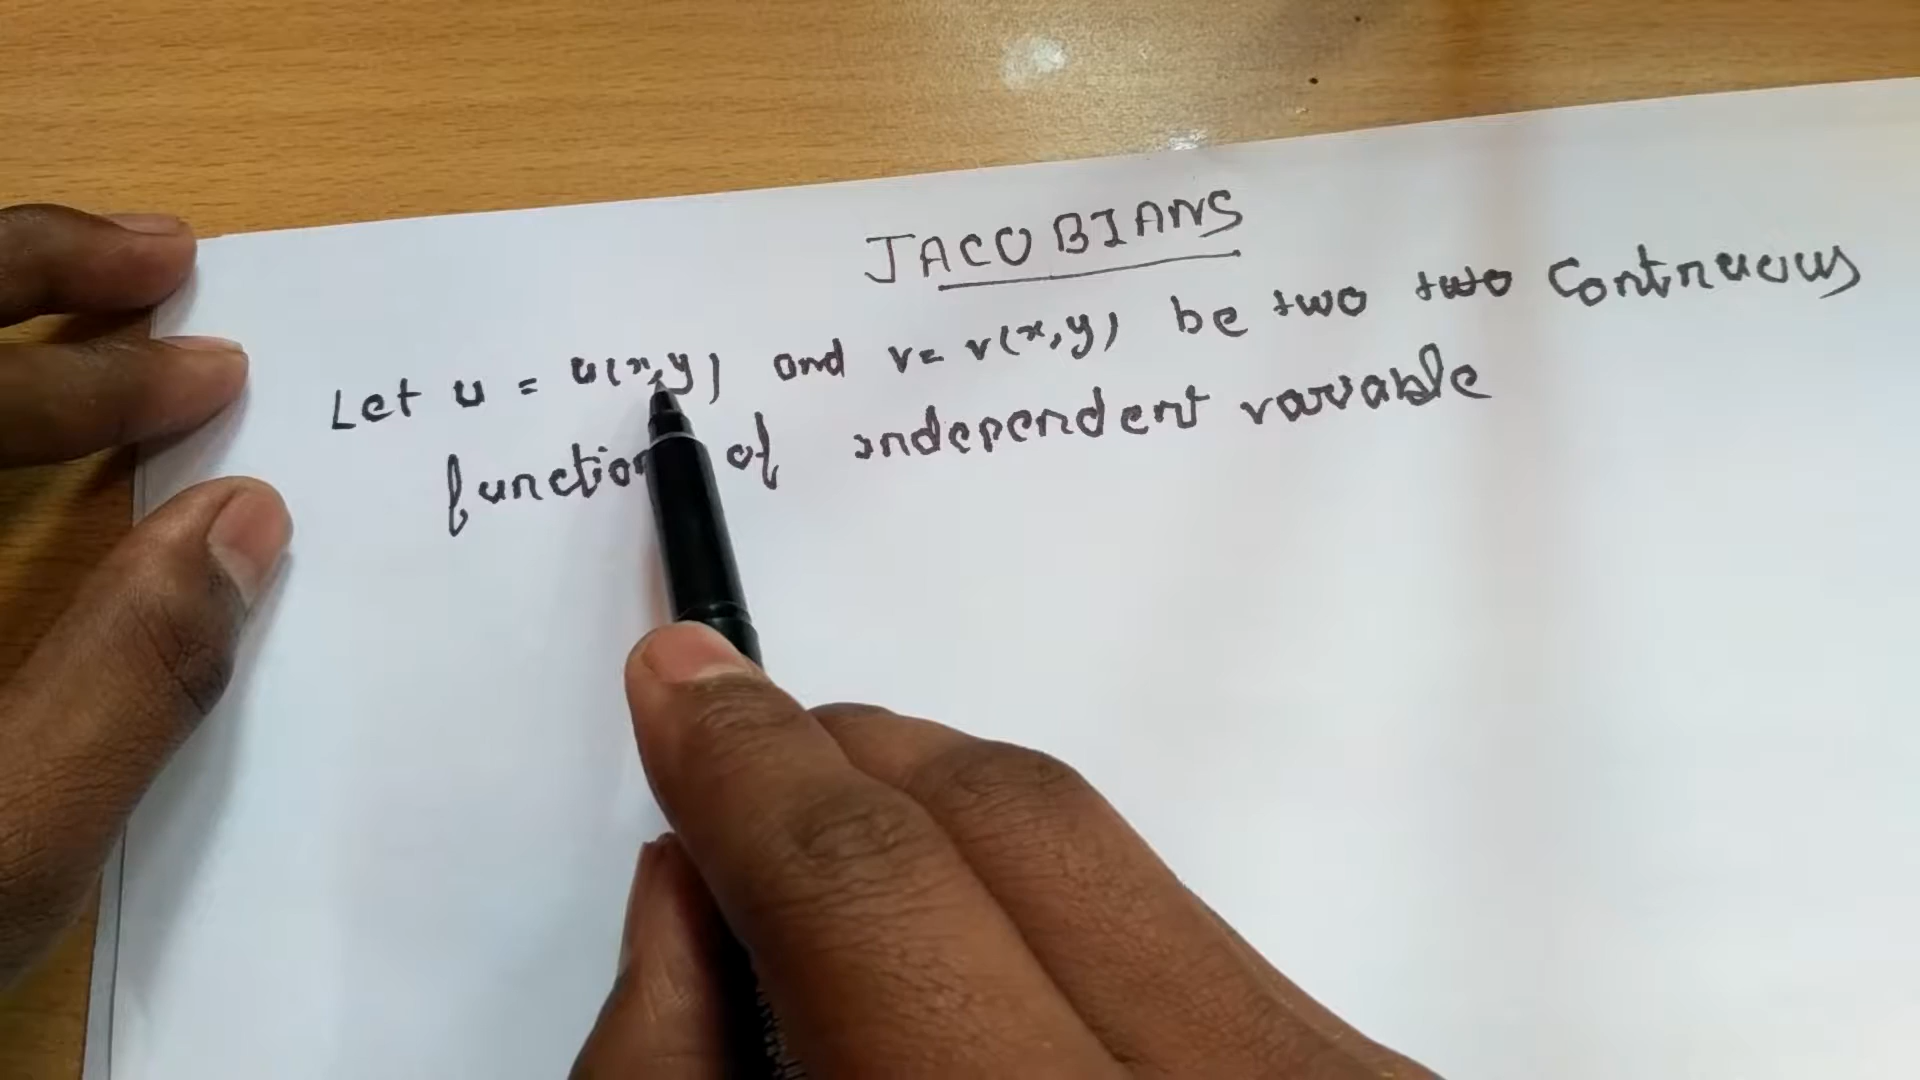 JACOBIANS
Let u = u(x,y) and v = v(x,y) be two two Continuous
function of independent variable